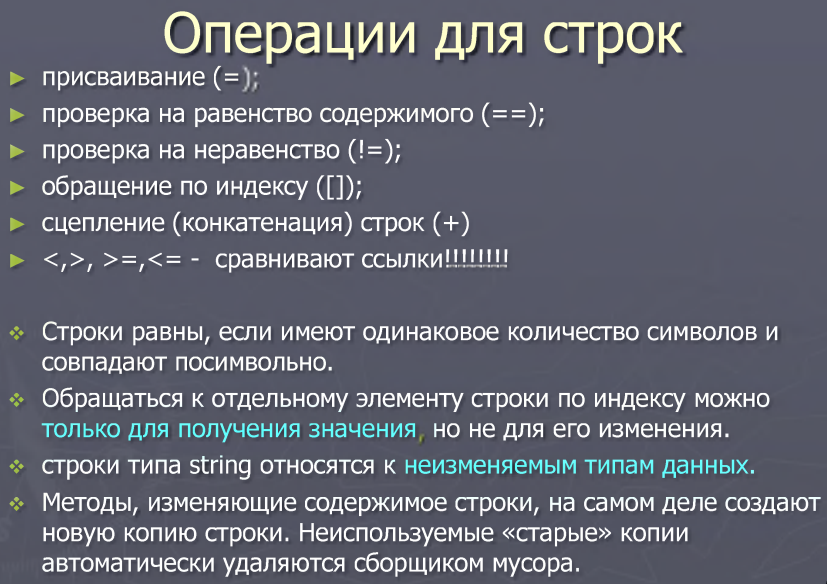 Операции для строк
► присваивание (=);
► проверка на равенство содержимого (==);
► проверка на неравенство (!=);
► обращение по индексу ([]);
► сцепление (конкатенация) строк (+)
► <,>, >=,<= - сравнивают ссылки!!!!!!!!
❖ Строки равны, если имеют одинаковое количество символов и
совпадают посимвольно.
❖ Обращаться к отдельному элементу строки по индексу можно
только для получения значения, но не для его изменения.
❖ строки типа string относятся к неизменяемым типам данных.
❖ Методы, изменяющие содержимое строки, на самом деле создают
новую копию строки. Неиспользуемые «старые» копии
автоматически удаляются сборщиком мусора.